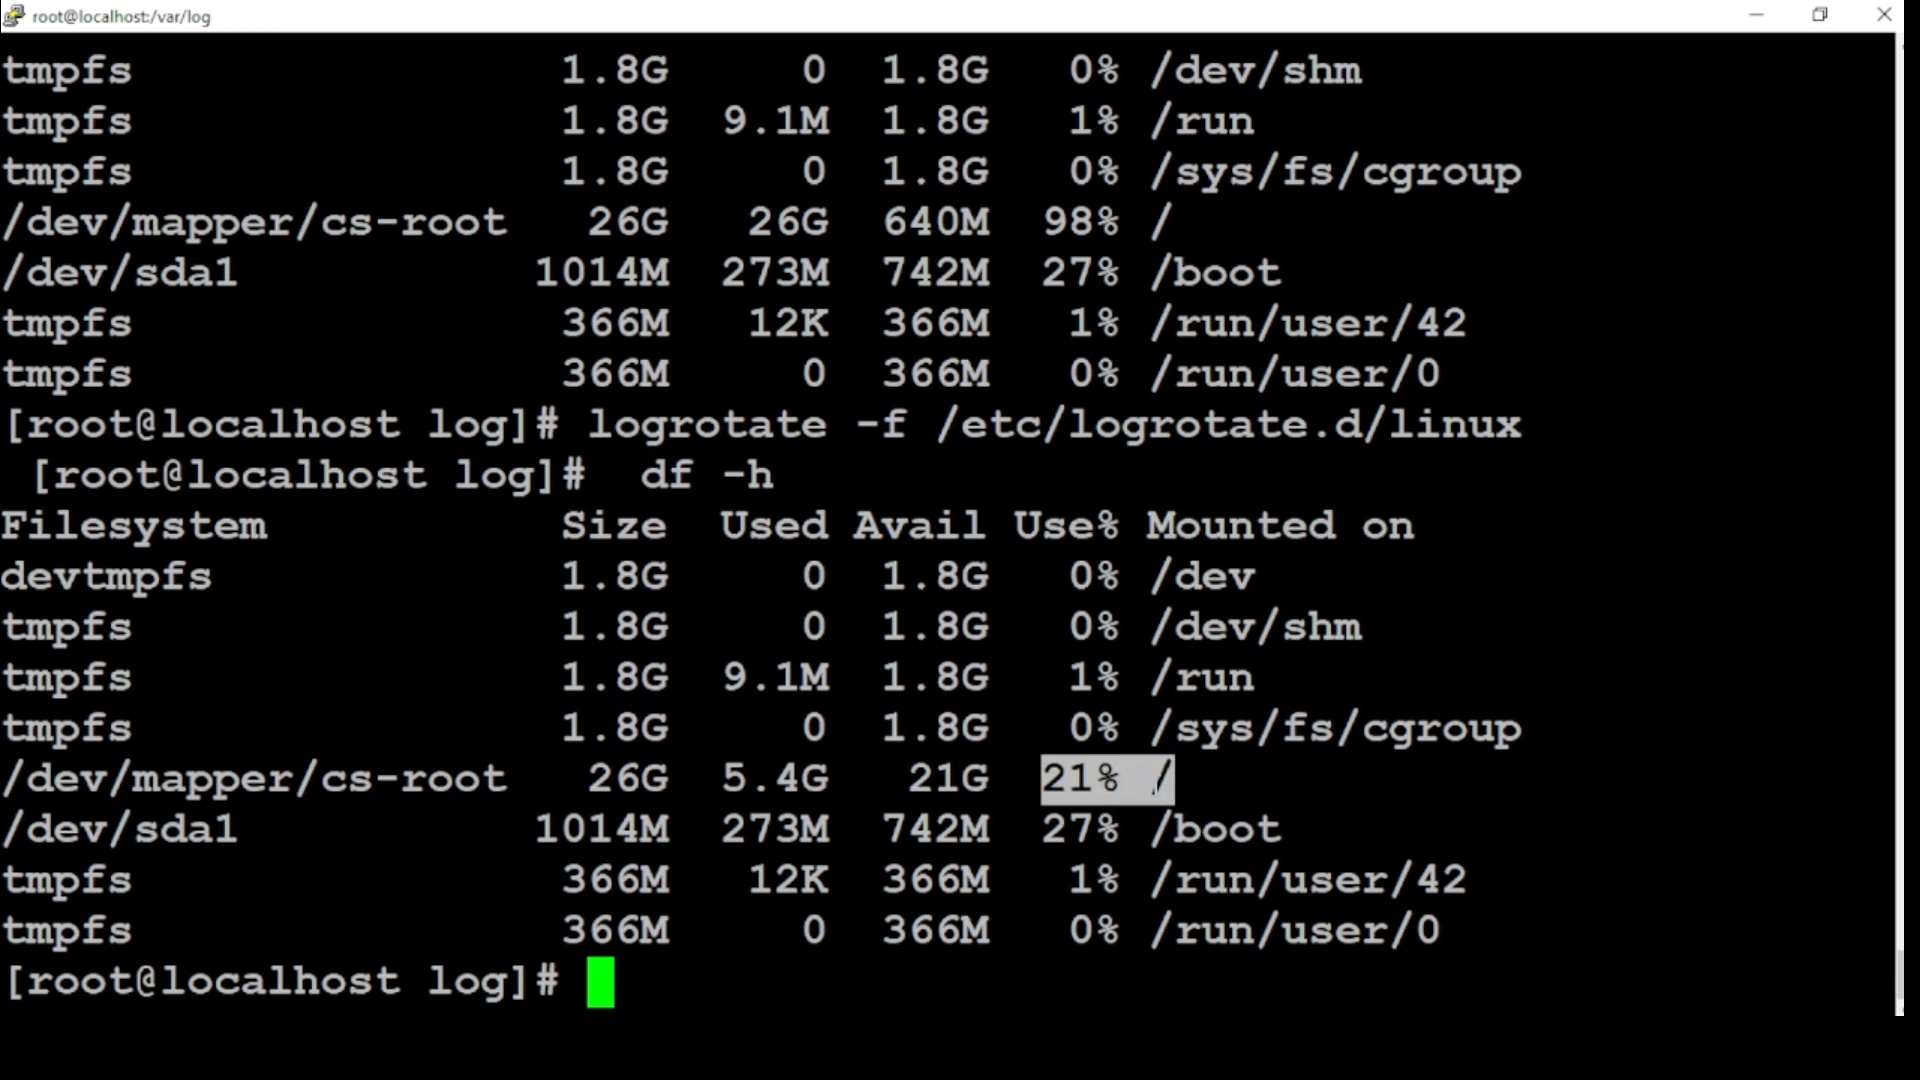 root@localhost:/var/log
tmpfs 1.8G 0 1.8G 0% /dev/shm
tmpfs 1.8G 9.1M 1.8G 1% /run
tmpfs 1.8G 0 1.8G 0% /sys/fs/cgroup
/dev/mapper/cs-root 26G 26G 640M 98% /
/dev/sda1 1014M 273M 742M 27% /boot
tmpfs 366M 12K 366M 1% /run/user/42
tmpfs 366M 0 366M 0% /run/user/0
[root@localhost log]# logrotate -f /etc/logrotate.d/linux
[root@localhost log]# df -h
Filesystem Size Used Avail Use% Mounted on
devtmpfs 1.8G 0 1.8G 0% /dev
tmpfs 1.8G 0 1.8G 0% /dev/shm
tmpfs 1.8G 9.1M 1.8G 1% /run
tmpfs 1.8G 0 1.8G 0% /sys/fs/cgroup
/dev/mapper/cs-root 26G 5.4G 21G 21% /
/dev/sda1 1014M 273M 742M 27% /boot
tmpfs 366M 12K 366M 1% /run/user/42
tmpfs 366M 0 366M 0% /run/user/0
[root@localhost log]#